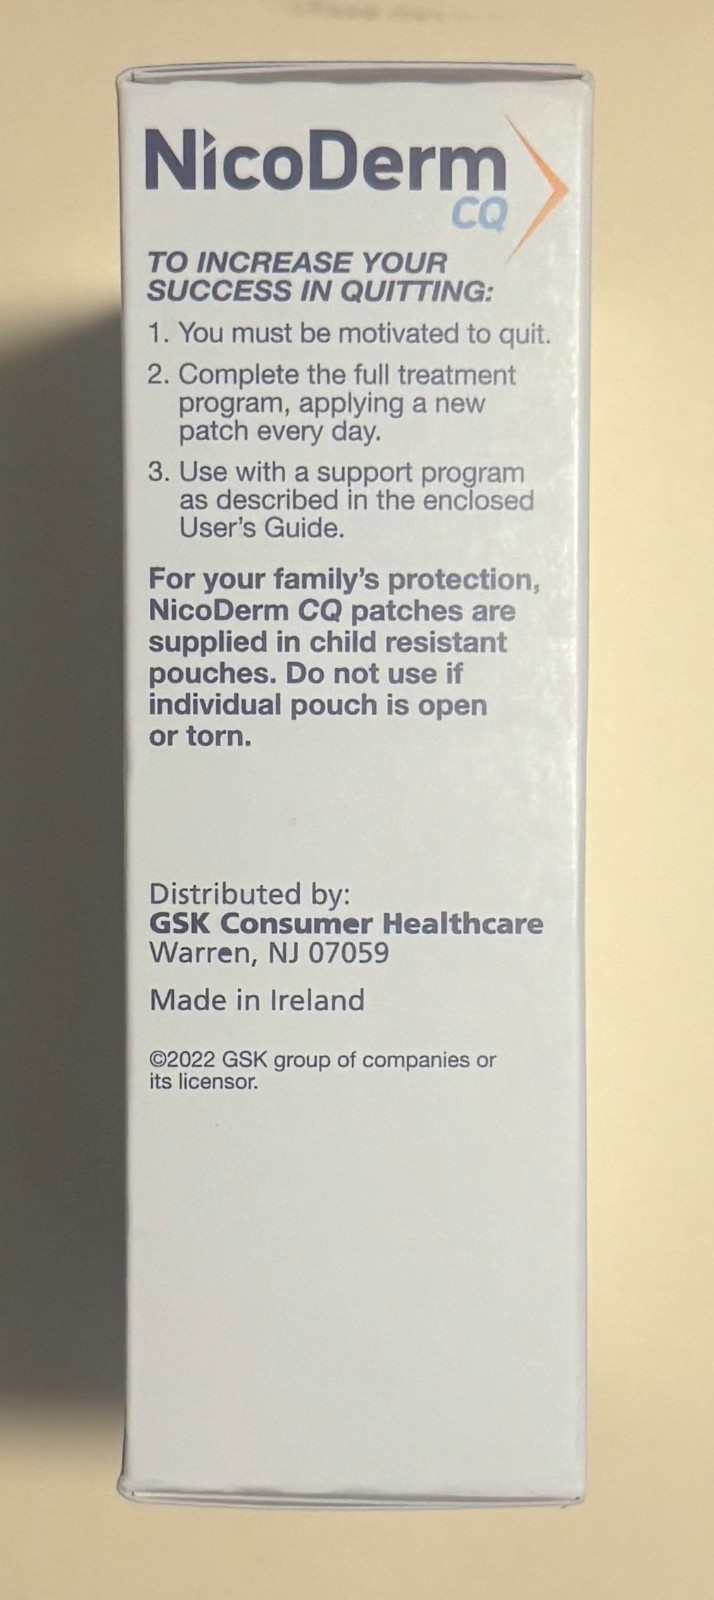 NicoDerm
CQ
TO INCREASE YOUR
SUCCESS IN QUITTING:
1. You must be motivated to quit.
2. Complete the full treatment
program, applying a new
patch every day.
3. Use with a support program
as described in the enclosed
User's Guide.
For your family's protection,
NicoDerm CQ patches are
supplied in child resistant
pouches. Do not use if
individual pouch is open
or torn.
Distributed by:
GSK Consumer Healthcare
Warren, NJ 07059
Made in Ireland
©2022 GSK group of companies or
its licensor.